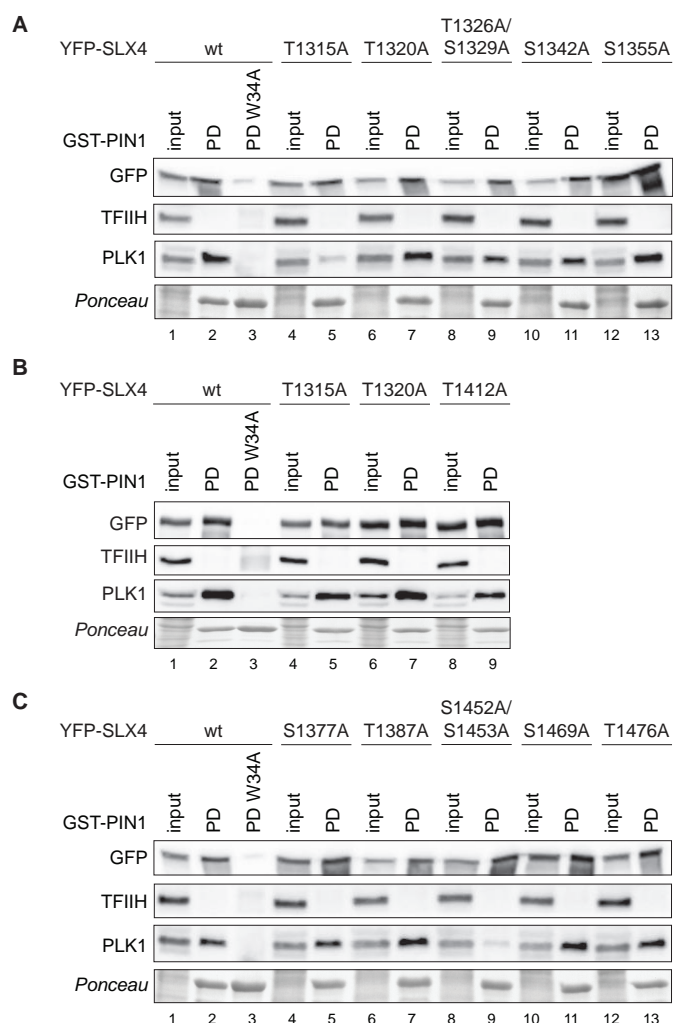 A
YFP-SLX4 wt T1315A T1320A T1326A/ S1329A S1342A S1355A
GST-PIN1 input PD PD W34A input PD input PD input PD input PD input PD
GFP
TFIIH
PLK1
Ponceau
1 2 3 4 5 6 7 8 9 10 11 12 13
B
YFP-SLX4 wt T1315A T1320A T1412A
GST-PIN1 input PD PD W34A input PD input PD input PD
GFP
TFIIH
PLK1
Ponceau
1 2 3 4 5 6 7 8 9
C
YFP-SLX4 wt S1377A T1387A S1452A/ S1453A S1469A T1476A
GST-PIN1 input PD PD W34A input PD input PD input PD input PD input PD
GFP
TFIIH
PLK1
Ponceau
1 2 3 4 5 6 7 8 9 10 11 12 13